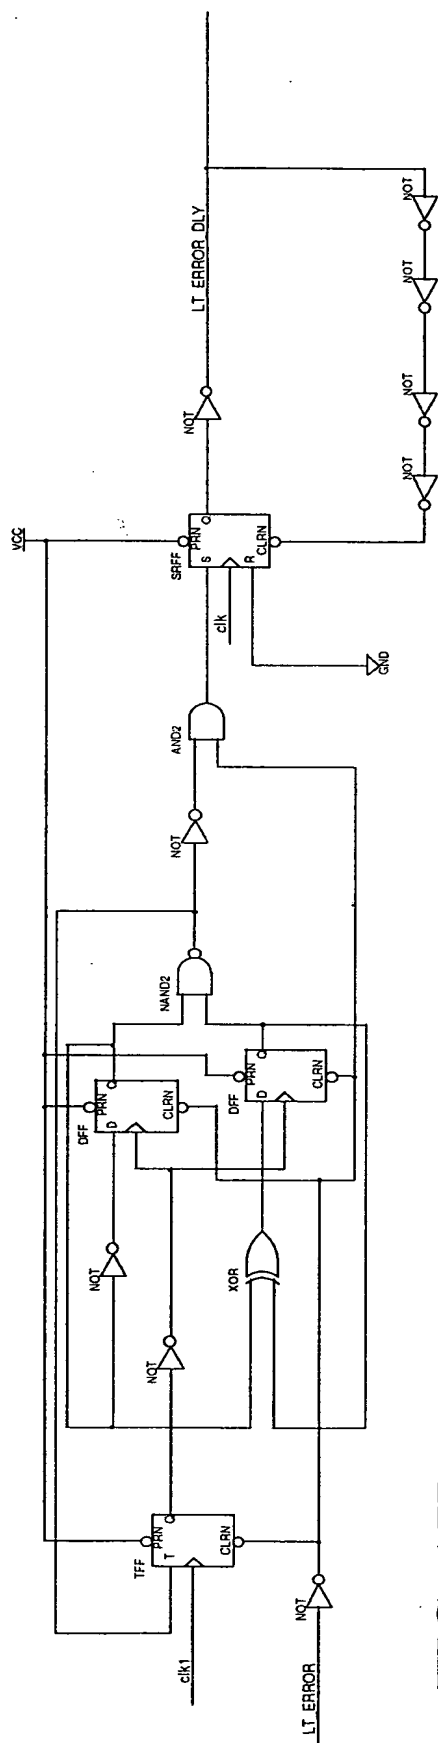 LT ERROR
NOT
clk1
TFF
PRN
T
Q
CLRN
NOT
NOT
XOR
DFF
PRN
D
Q
CLRN
DFF
PRN
D
Q
CLRN
NAND2
NOT
AND2
VCC
clk
GND
SRFF
PRN
S
Q
R
CLRN
NOT
LT ERROR DLY
NOT
NOT
NOT
NOT